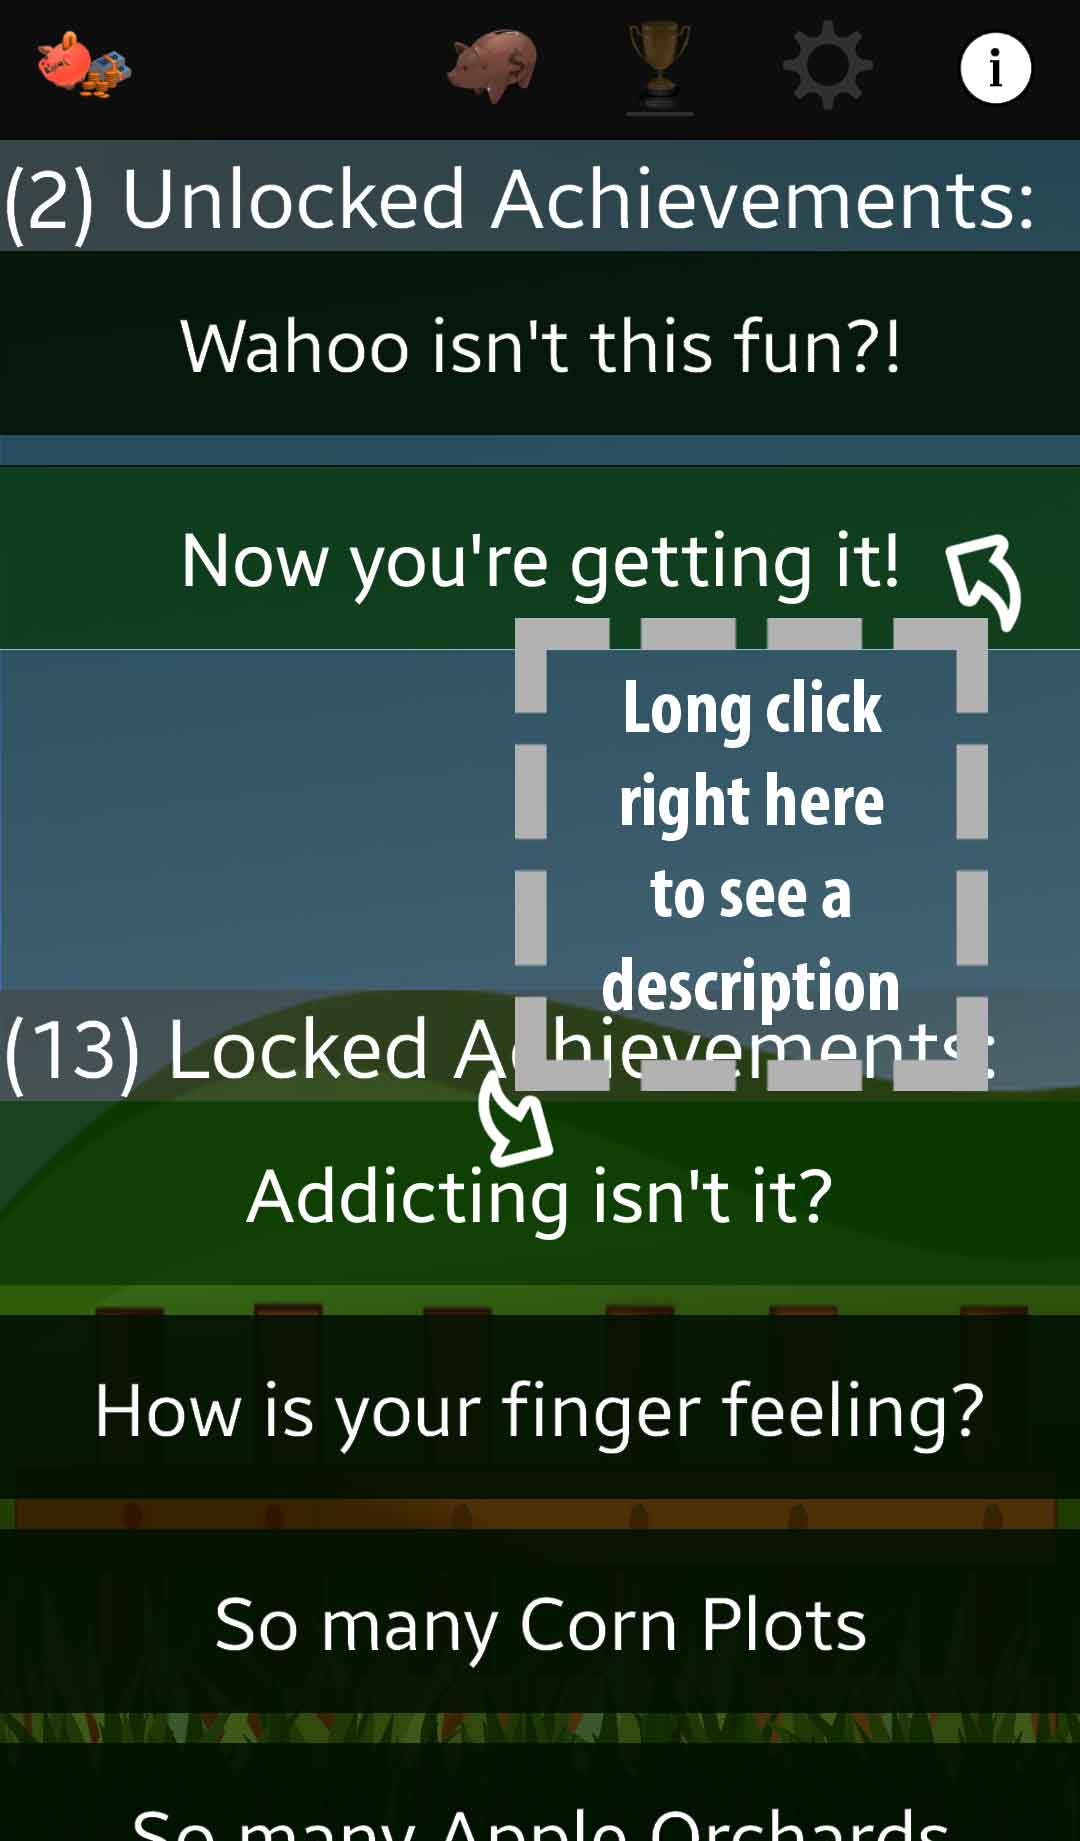 i
(2) Unlocked Achievements:
Wahoo isn't this fun?!
Now you're getting it!
Long click
right here
to see a
description
(13) Locked Achievements:
Addicting isn't it?
How is your finger feeling?
So many Corn Plots
So many Apple Orchards